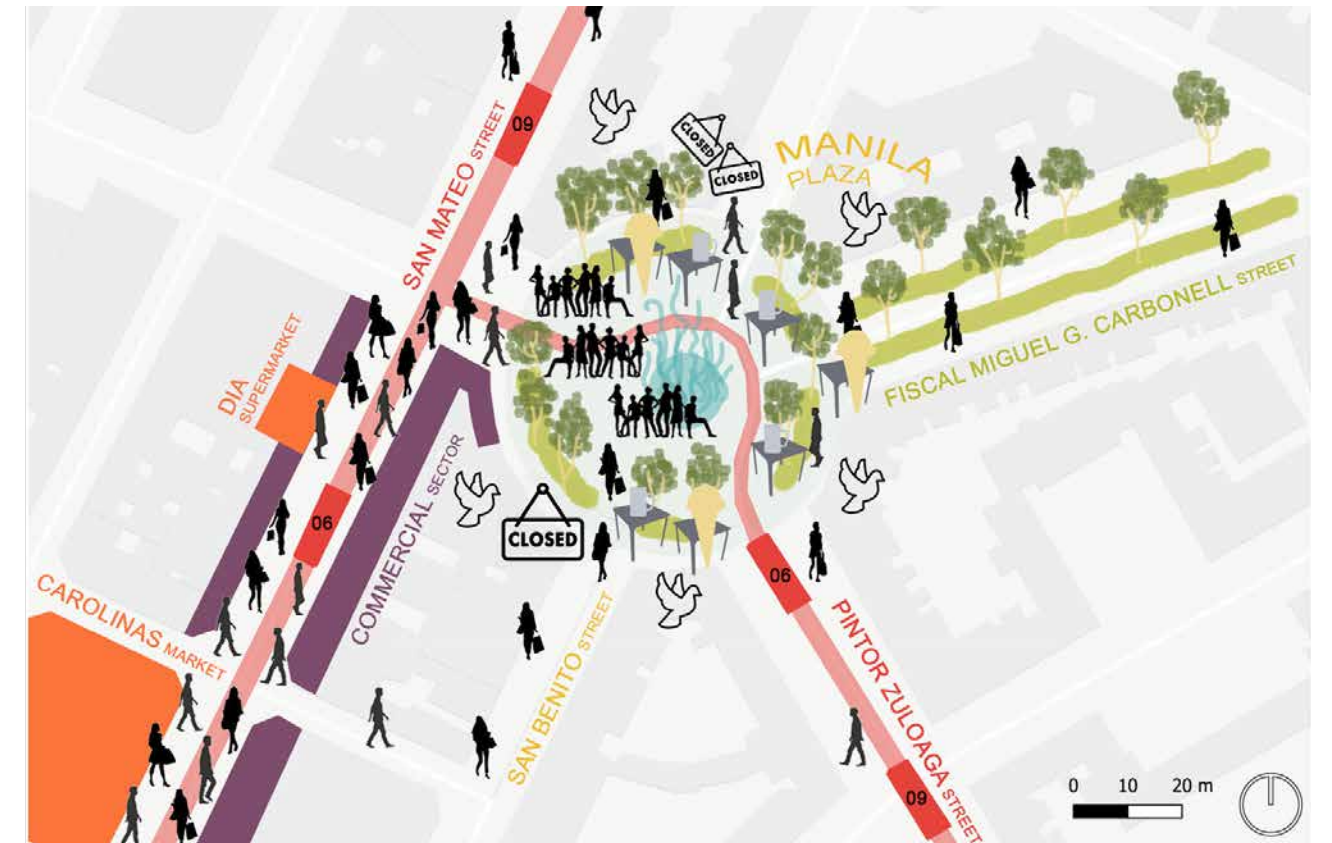 09
CLOSED
CLOSED
MANILA
PLAZA
SAN MATEO STREET
FISCAL MIGUEL G. CARBONELL STREET
DIA
SUPERMARKET
COMMERCIAL SECTOR
06
CLOSED
06
CAROLINAS MARKET
SAN BENITO STREET
PINTOR ZULOAGA STREET
09
0 10 20 m